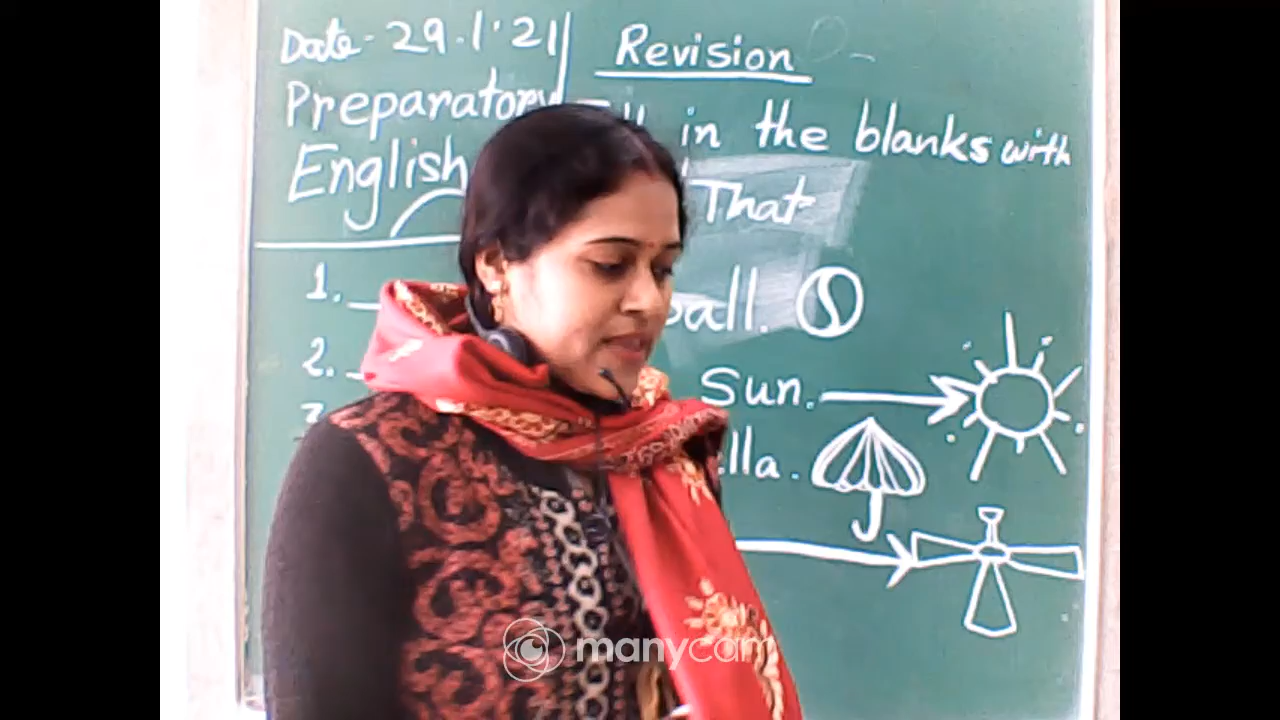 Date - 29.1.21
Revision
Preparatory
in the blanks with
English
That
1.
ball.
2.
Sun.
3
lla.
manycam